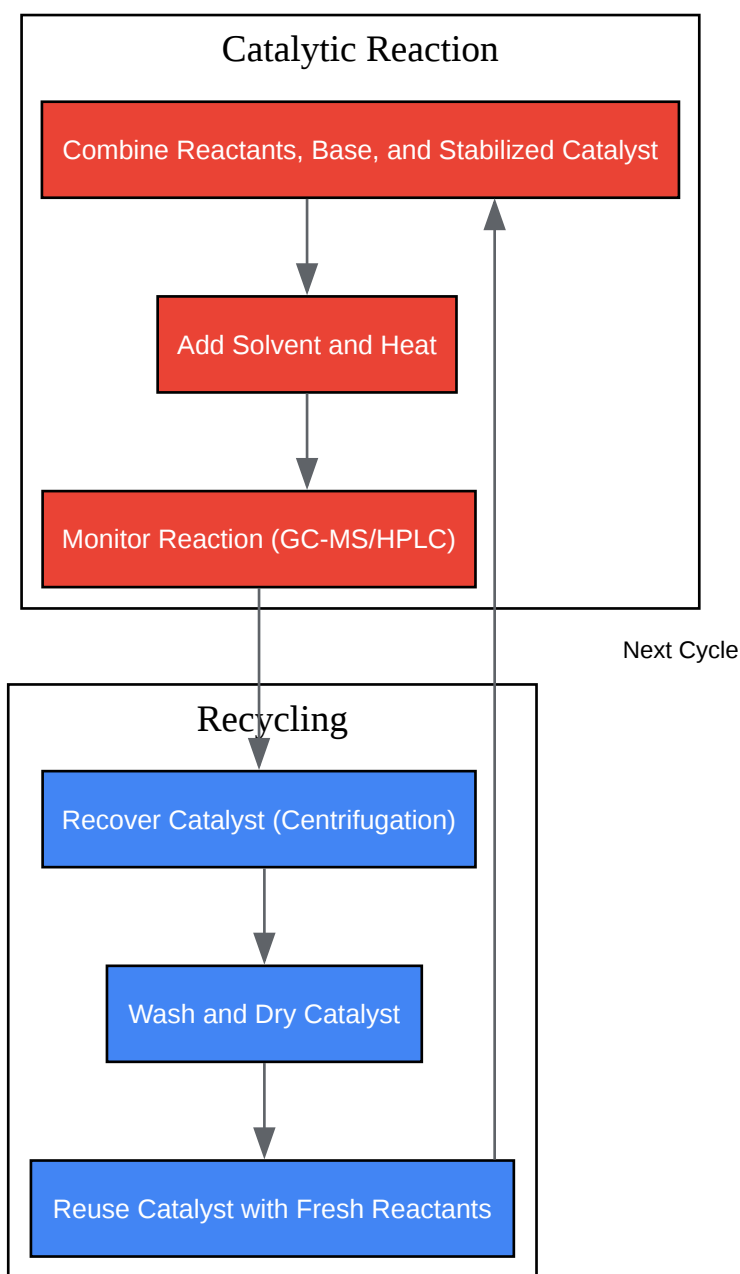 Catalytic Reaction
Combine Reactants, Base, and Stabilized Catalyst
Add Solvent and Heat
Monitor Reaction (GC-MS/HPLC)
Next Cycle
Recycling
Recover Catalyst (Centrifugation)
Wash and Dry Catalyst
Reuse Catalyst with Fresh Reactants